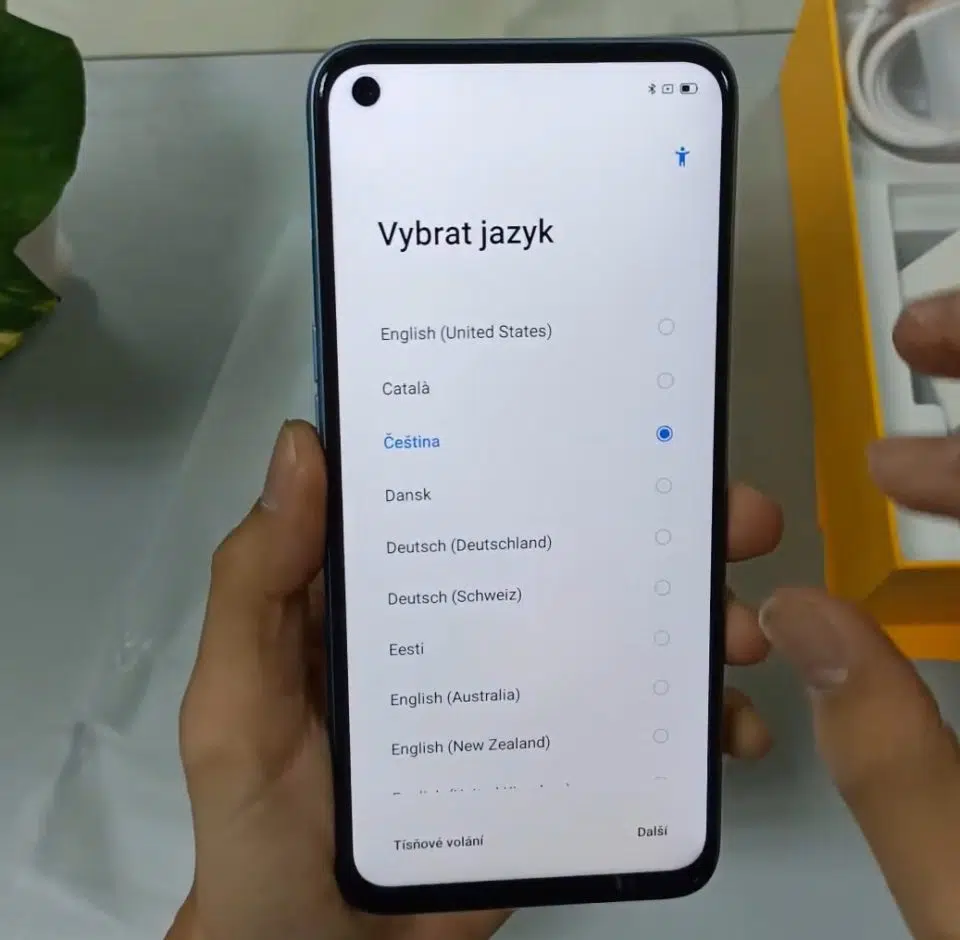 Vybrat jazyk
English (United States)
Català
Čeština
Dansk
Deutsch (Deutschland)
Deutsch (Schweiz)
Eesti
English (Australia)
English (New Zealand)
Tísňové volání
Další